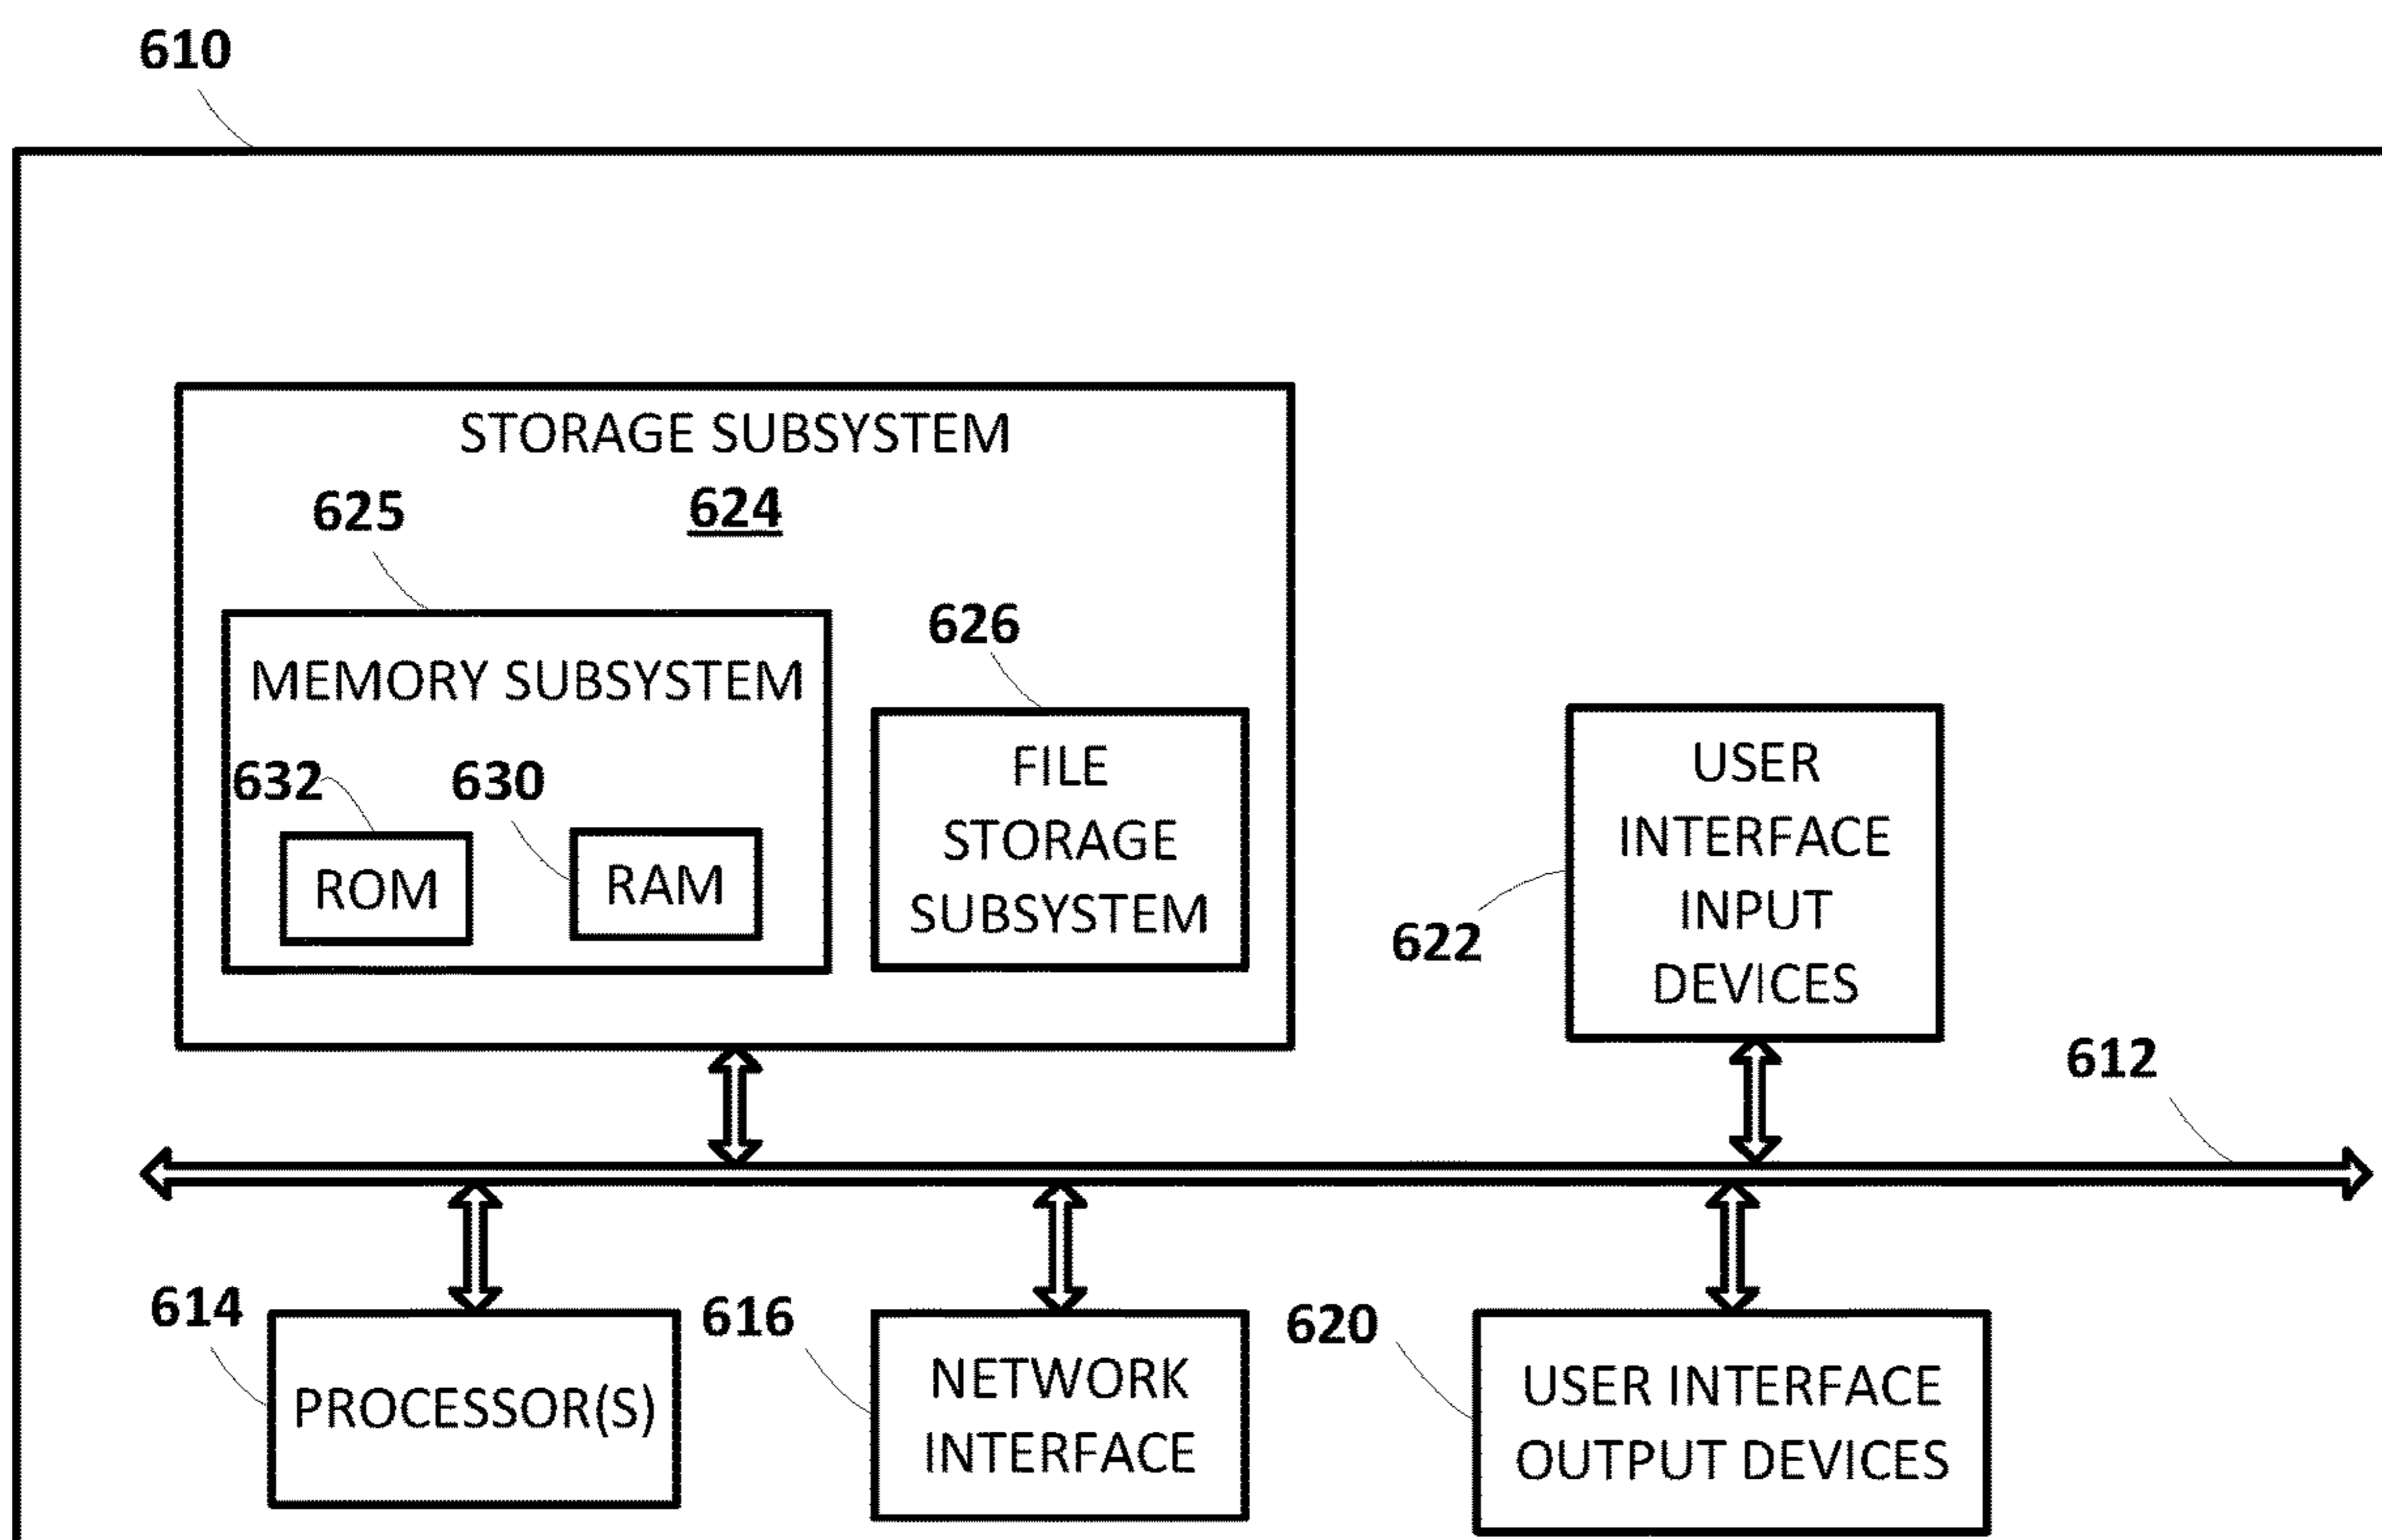 610
STORAGE SUBSYSTEM
624
625
MEMORY SUBSYSTEM
632
630
ROM
RAM
626
FILE
STORAGE
SUBSYSTEM
USER
INTERFACE
INPUT
DEVICES
622
612
614
PROCESSOR(S)
616
NETWORK
INTERFACE
620
USER INTERFACE
OUTPUT DEVICES